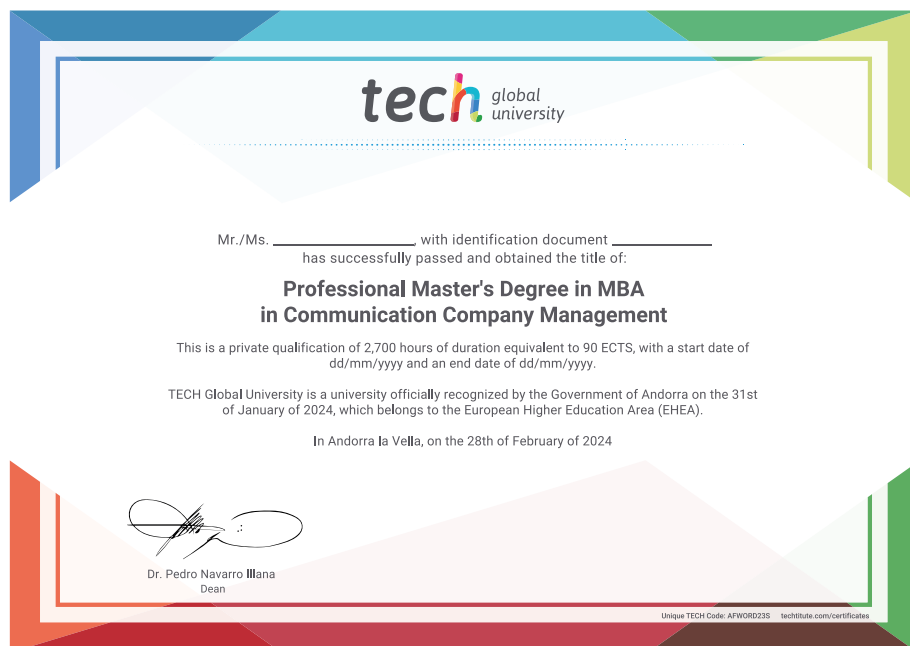 tech global
university
Mr./Ms. ____________________, with identification document ______________
has successfully passed and obtained the title of:
Professional Master's Degree in MBA
in Communication Company Management
This is a private qualification of 2,700 hours of duration equivalent to 90 ECTS, with a start date of
dd/mm/yyyy and an end date of dd/mm/yyyy.
TECH Global University is a university officially recognized by the Government of Andorra on the 31st
of January of 2024, which belongs to the European Higher Education Area (EHEA).
In Andorra la Vella, on the 28th of February of 2024
Dr. Pedro Navarro Illana
Dean
Unique TECH Code: AFWORD23S techtitute.com/certificates